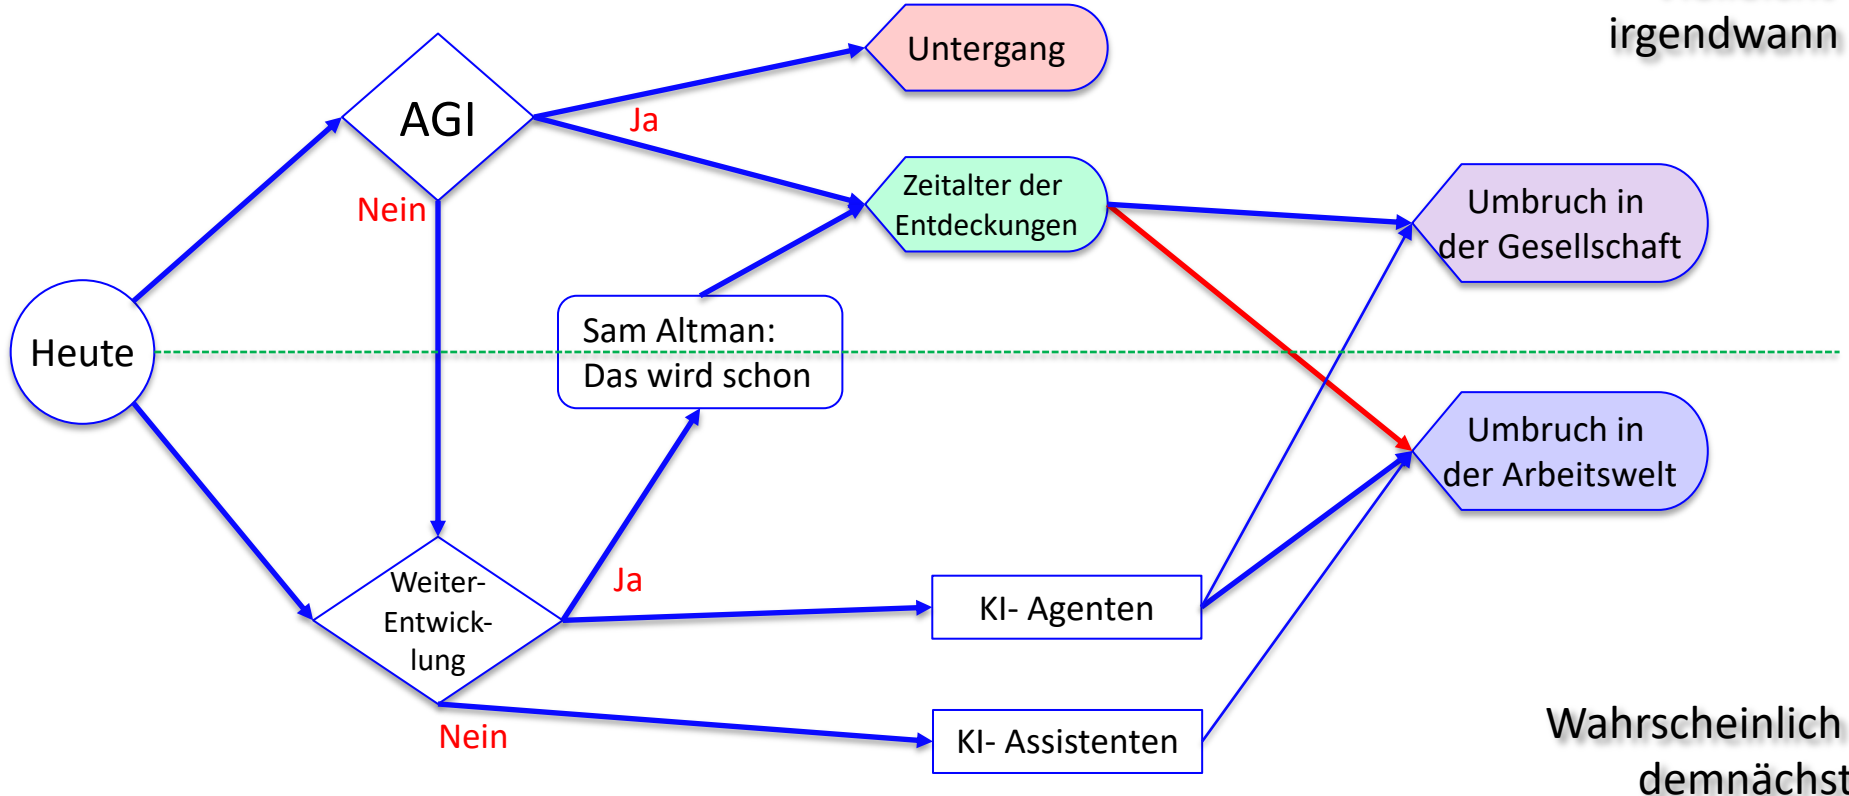 irgendwann
Untergang
AGI
Ja
Zeitalter der
Entdeckungen
Nein
Umbruch in
der Gesellschaft
Sam Altman:
Das wird schon
Heute
Umbruch in
der Arbeitswelt
Weiter-
Entwick-
lung
Ja
KI- Agenten
Nein
KI- Assistenten
Wahrscheinlich
demnächst